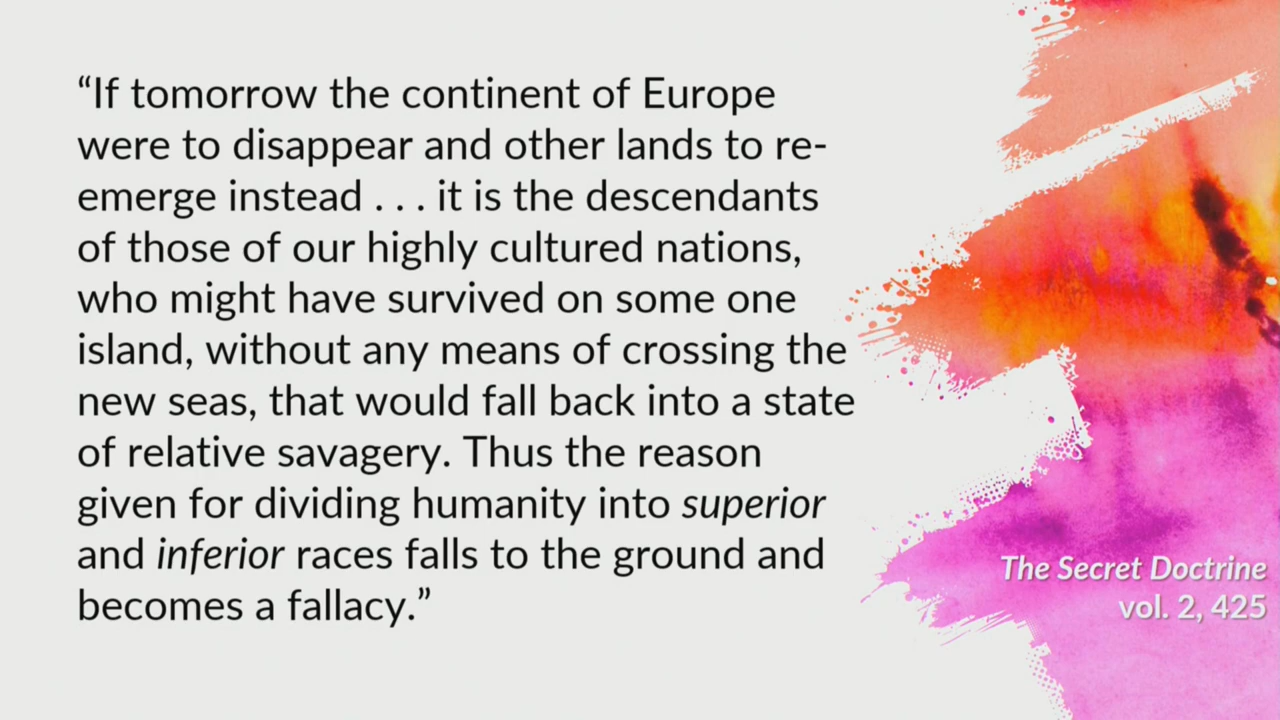 “If tomorrow the continent of Europe
were to disappear and other lands to re-
emerge instead . . . it is the descendants
of those of our highly cultured nations,
who might have survived on some one
island, without any means of crossing the
new seas, that would fall back into a state
of relative savagery. Thus the reason
given for dividing humanity into superior
and inferior races falls to the ground and
becomes a fallacy.”
The Secret Doctrine
vol. 2, 425